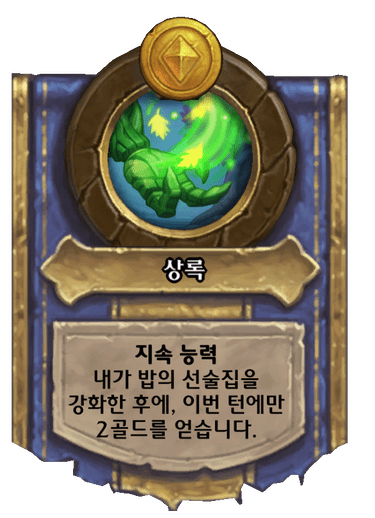 상록
지속 능력
내가 밥의 선술집을
강화한 후에, 이번 턴에만
2골드를 얻습니다.